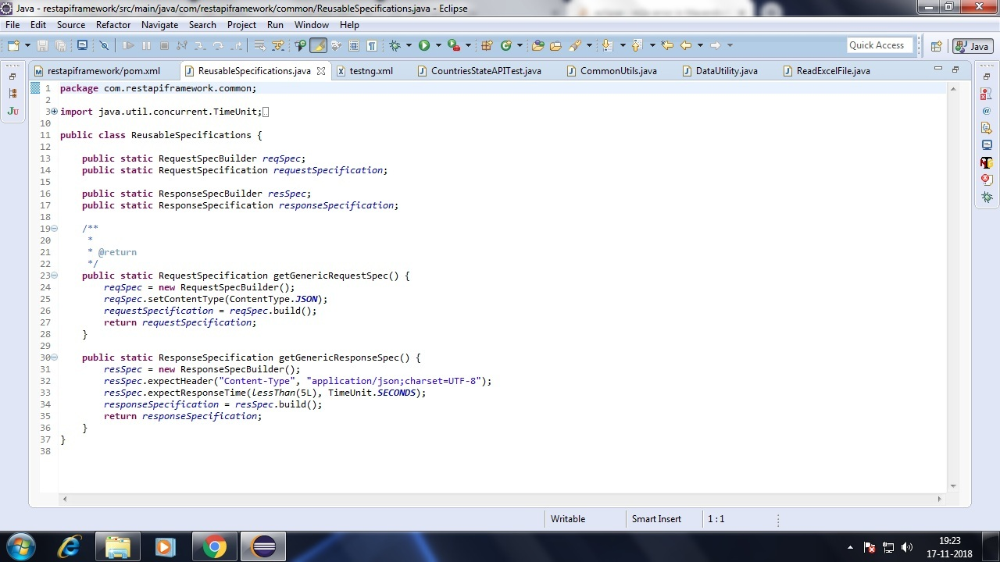 Java - restapiframework/src/main/java/com/restapiframework/common/ReusableSpecifications.java - Eclipse
File Edit Source Refactor Navigate Search Project Run Window Help
Quick Access Java
restapiframework/pom.xml ReusableSpecifications.java testng.xml CountriesStateAPITest.java CommonUtils.java DataUtility.java ReadExcelFile.java
1 package com.restapiframework.common;
2
3 import java.util.concurrent.TimeUnit;
10
11 public class ReusableSpecifications {
12
13 public static RequestSpecBuilder reqSpec;
14 public static RequestSpecification requestSpecification;
15
16 public static ResponseSpecBuilder resSpec;
17 public static ResponseSpecification responseSpecification;
18
19 /**
20 *
21 * @return
22 */
23 public static RequestSpecification getGenericRequestSpec() {
24 reqSpec = new RequestSpecBuilder();
25 reqSpec.setContentType(ContentType.JSON);
26 requestSpecification = reqSpec.build();
27 return requestSpecification;
28 }
29
30 public static ResponseSpecification getGenericResponseSpec() {
31 resSpec = new ResponseSpecBuilder();
32 resSpec.expectHeader("Content-Type", "application/json;charset=UTF-8");
33 resSpec.expectResponseTime(lessThan(5L), TimeUnit.SECONDS);
34 responseSpecification = resSpec.build();
35 return responseSpecification;
36 }
37 }
38
Writable Smart Insert 1 : 1
19:23
17-11-2018